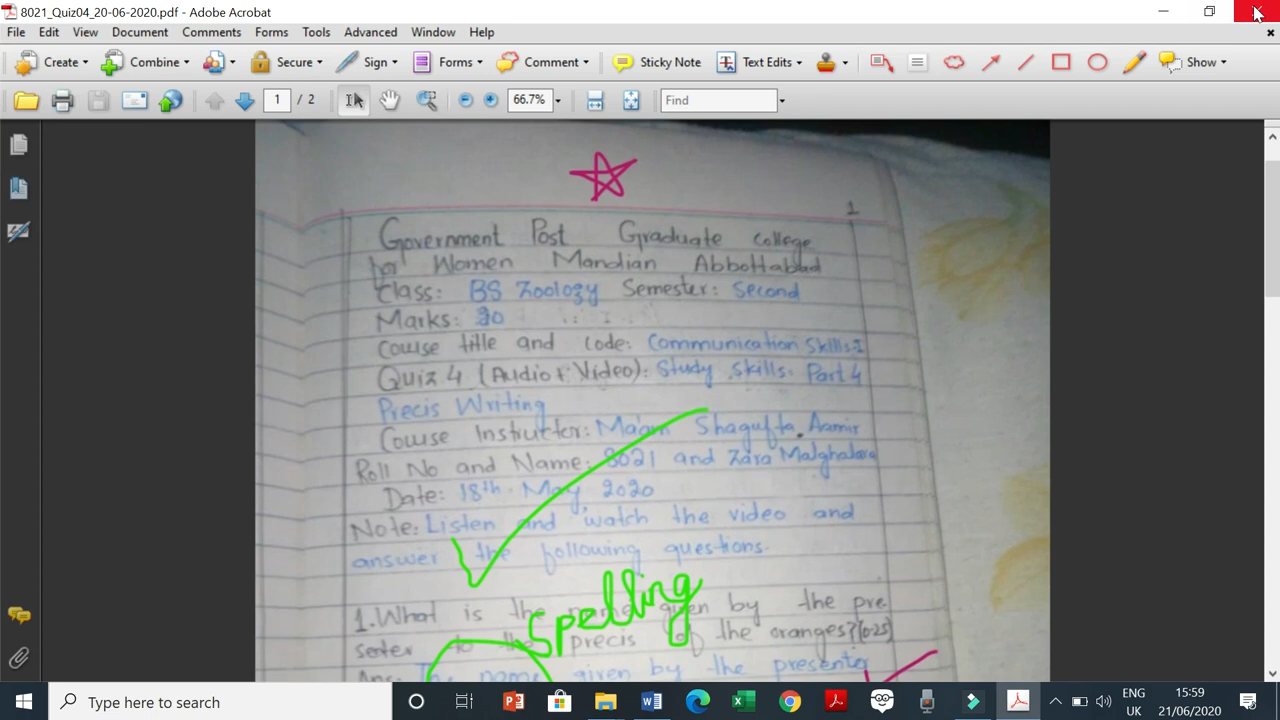 8021_Quiz04_20-06-2020.pdf - Adobe Acrobat
File Edit View Document Comments Forms Tools Advanced Window Help
Create Combine Secure Sign Forms Comment Sticky Note Text Edits Show
1 / 2 66.7% Find
1
Government Post Graduate college
for Women Mandian Abbottabad
Class: BS Zoology Semester: Second
Marks: 20
Course title and code: Communication Skills-I
Quiz 4 (Audio+Video): Study skills: Part 4
Precis Writing
Course Instructor: Ma'am Shagufta Aamir
Roll No and Name: 8021 and Zara Malghalara
Date: 18th May 2020
Note: Listen and watch the video and
answer the following questions.
Spelling
1. What is the name given by the pre
senter to the precis of the oranges? [0.25]
Ans: The name given by the presenter
Type here to search
ENG 15:59
UK 21/06/2020